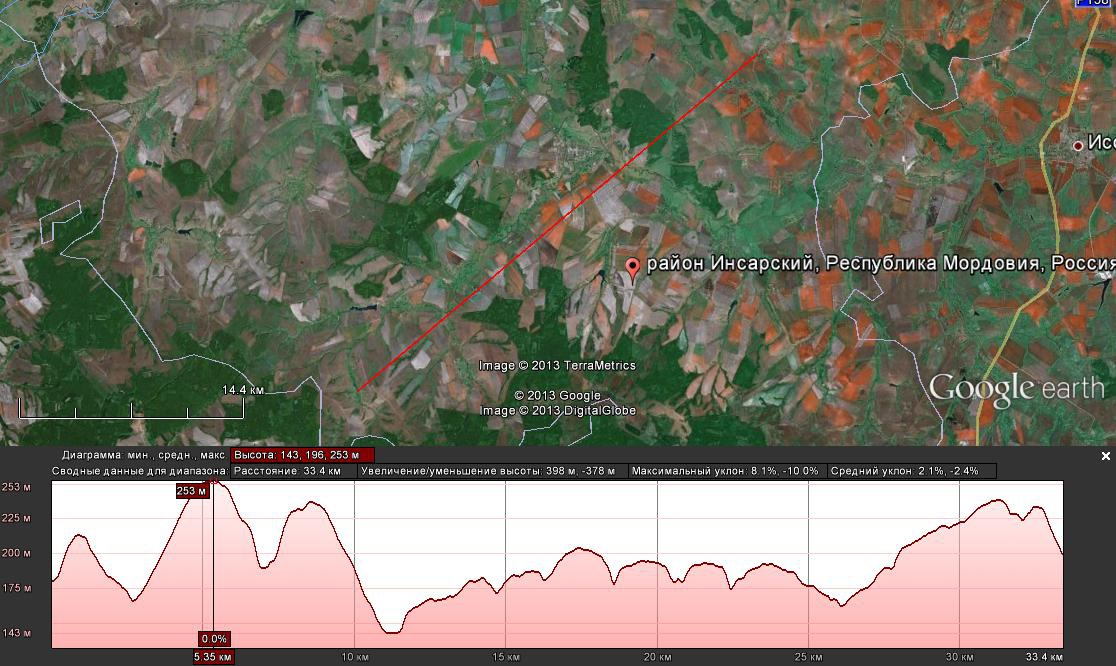 P158
Исс
район Инсарский, Республика Мордовия, Россия
Image © 2013 TerraMetrics
14.4 км
© 2013 Google
Image © 2013 DigitalGlobe
Google earth
Диаграмма: мин., средн., макс. Высота: 143, 196, 253 м
Сводные данные для диапазона: Расстояние: 33.4 км Увеличение/уменьшение высоты: 398 м, -378 м Максимальный уклон: 8.1%, -10.0% Средний уклон: 2.1%, -2.4%
253 м
253 м
225 м
200 м
175 м
143 м
0.0%
5.35 км 10 км 15 км 20 км 25 км 30 км 33.4 км